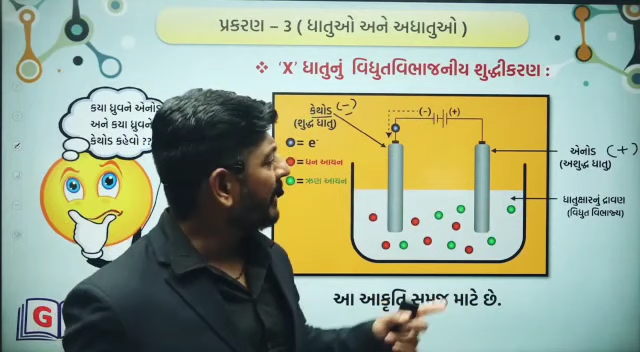 પ્રકરણ – 3 ( ધાતુઓ અને અધાતુઓ )
❖ 'X' ધાતુનું વિધુતવિભાજનીય શુદ્ધીકરણ :
કયા ધ્રુવને એનોડ
અને કયા ધ્રુવને
કેથોડ કહેવો ??
કેથોડ (−)
(શુદ્ધ ધાતુ)
(−) (+)
= e⁻
= ધન આયન
= ઋણ આયન
એનોડ (+)
(અશુદ્ધ ધાતુ)
ધાતુક્ષારનું દ્રાવણ
(વિધુત વિભાજ્ય)
આ આકૃતિ સમજ માટે છે.
G